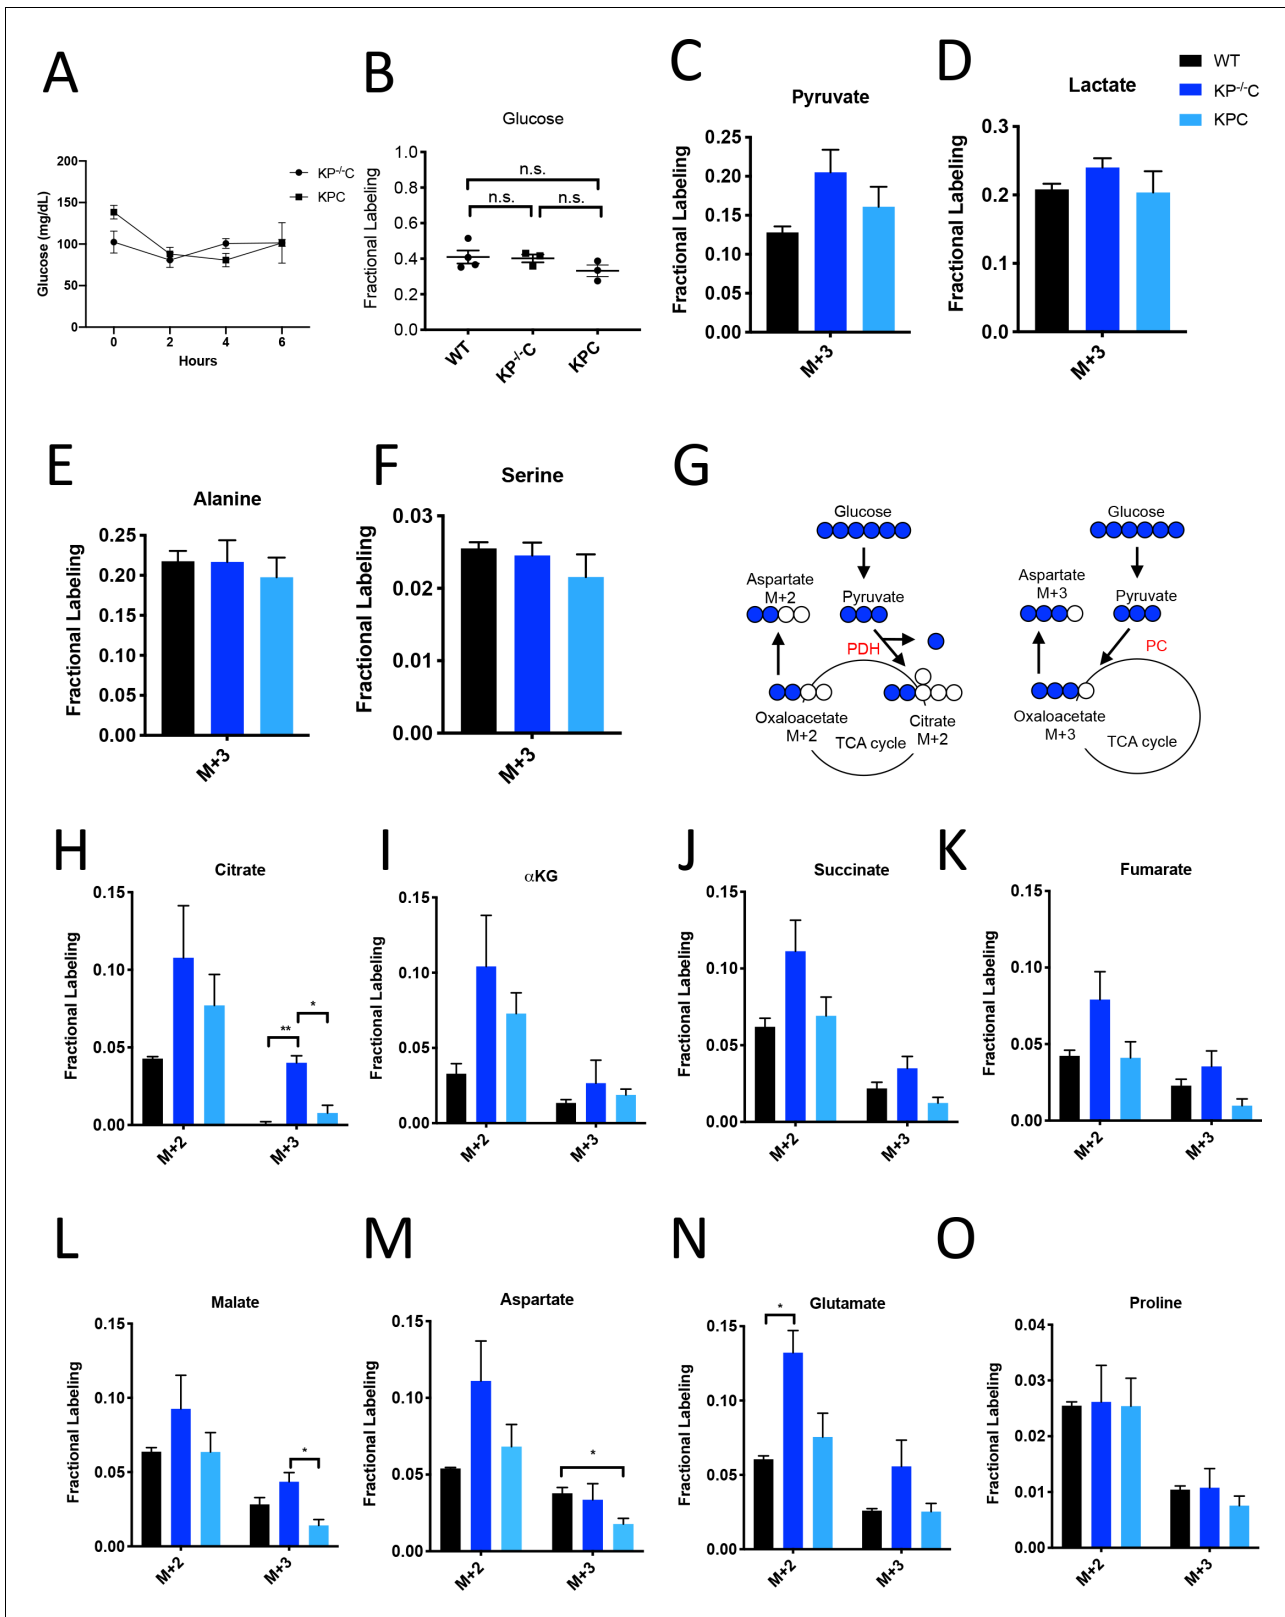 A
B
C
D
WT
KP-/-C
KPC
Glucose (mg/dL)
200
150
100
50
0
0
2
4
6
Hours
KP-/-C
KPC
Glucose
Fractional Labeling
1.0
0.8
0.6
0.4
0.2
0.0
n.s.
n.s.
n.s.
WT
KP-/-C
KPC
Pyruvate
Fractional Labeling
0.25
0.20
0.15
0.10
0.05
0.00
M+3
Lactate
Fractional Labeling
0.3
0.2
0.1
0.0
M+3
E
F
G
Alanine
Fractional Labeling
0.25
0.20
0.15
0.10
0.05
0.00
M+3
Serine
Fractional Labeling
0.03
0.02
0.01
0.00
M+3
Glucose
Aspartate
M+2
Pyruvate
PDH
Oxaloacetate
M+2
Citrate
M+2
TCA cycle
Glucose
Aspartate
M+3
Pyruvate
PC
Oxaloacetate
M+3
TCA cycle
H
I
J
K
Citrate
Fractional Labeling
0.15
0.10
0.05
0.00
**
*
M+2
M+3
αKG
Fractional Labeling
0.15
0.10
0.05
0.00
M+2
M+3
Succinate
Fractional Labeling
0.15
0.10
0.05
0.00
M+2
M+3
Fumarate
Fractional Labeling
0.15
0.10
0.05
0.00
M+2
M+3
L
M
N
O
Malate
Fractional Labeling
0.15
0.10
0.05
0.00
*
M+2
M+3
Aspartate
Fractional Labeling
0.15
0.10
0.05
0.00
*
M+2
M+3
Glutamate
Fractional Labeling
0.15
0.10
0.05
0.00
*
M+2
M+3
Proline
Fractional Labeling
0.04
0.03
0.02
0.01
0.00
M+2
M+3